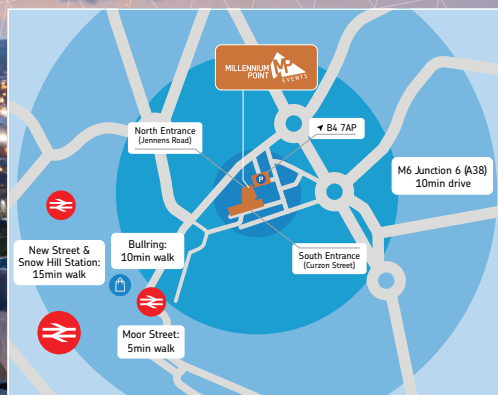 MILLENNIUM
POINT
MP
EVENTS
North Entrance
(Jennens Road)
B4 7AP
P
M6 Junction 6 (A38)
10min drive
New Street &
Snow Hill Station:
15min walk
Bullring:
10min walk
South Entrance
(Curzon Street)
Moor Street:
5min walk